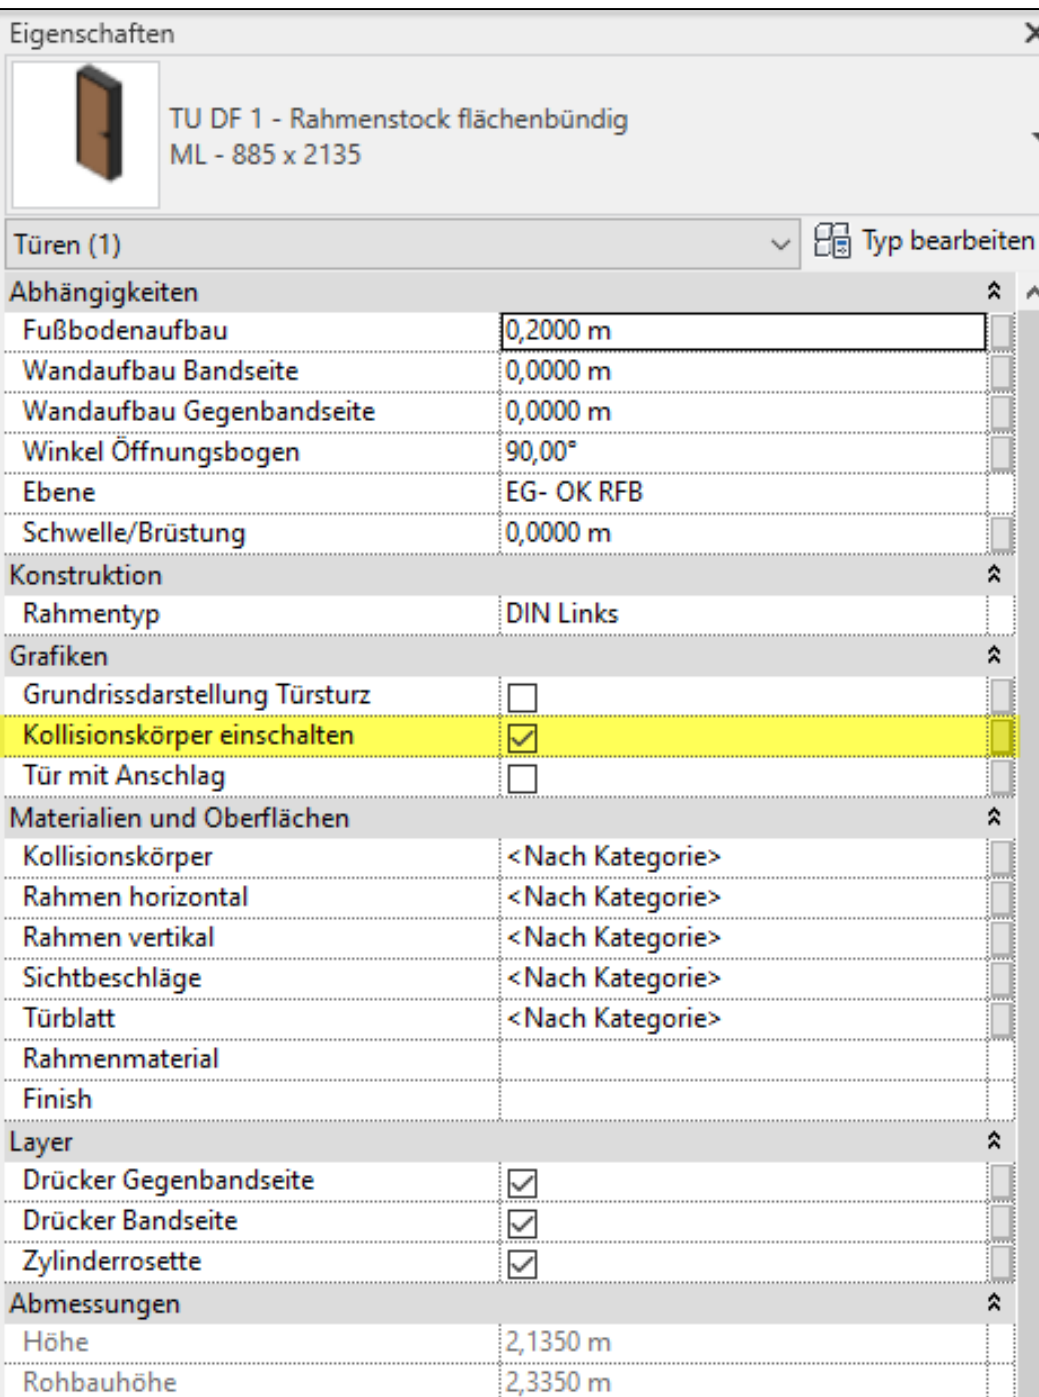 Eigenschaften
TU DF 1 - Rahmenstock flächenbündig
ML - 885 x 2135
Türen (1)
Typ bearbeiten
Abhängigkeiten
Fußbodenaufbau 0,2000 m
Wandaufbau Bandseite 0,0000 m
Wandaufbau Gegenbandseite 0,0000 m
Winkel Öffnungsbogen 90,00°
Ebene EG- OK RFB
Schwelle/Brüstung 0,0000 m
Konstruktion
Rahmentyp DIN Links
Grafiken
Grundrissdarstellung Türsturz
Kollisionskörper einschalten
Tür mit Anschlag
Materialien und Oberflächen
Kollisionskörper <Nach Kategorie>
Rahmen horizontal <Nach Kategorie>
Rahmen vertikal <Nach Kategorie>
Sichtbeschläge <Nach Kategorie>
Türblatt <Nach Kategorie>
Rahmenmaterial
Finish
Layer
Drücker Gegenbandseite
Drücker Bandseite
Zylinderrosette
Abmessungen
Höhe 2,1350 m
Rohbauhöhe 2,3350 m